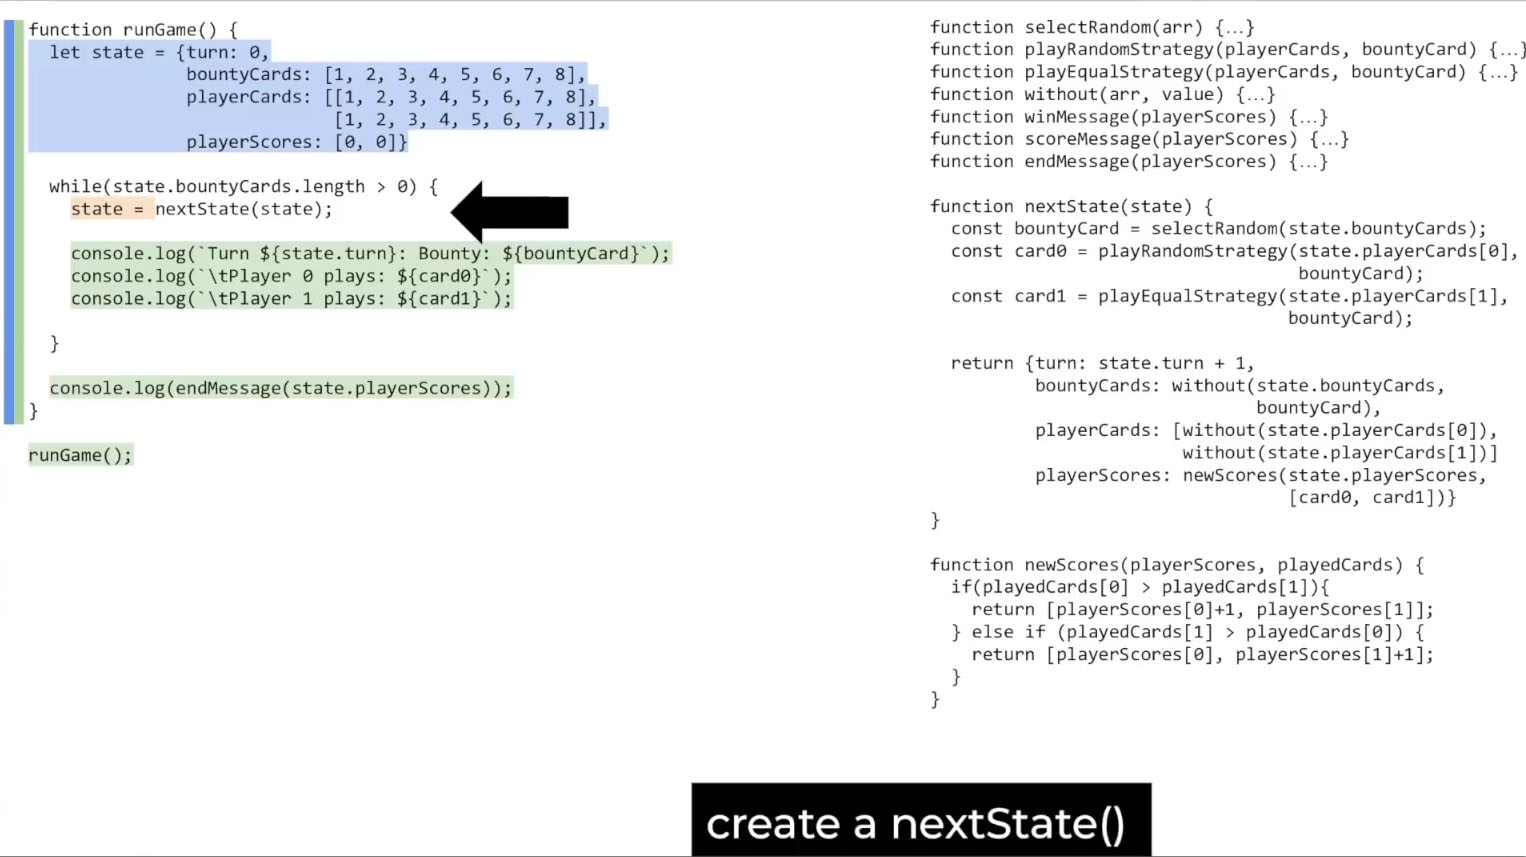 function runGame() {
let state = {turn: 0,
bountyCards: [1, 2, 3, 4, 5, 6, 7, 8],
playerCards: [[1, 2, 3, 4, 5, 6, 7, 8],
[1, 2, 3, 4, 5, 6, 7, 8]],
playerScores: [0, 0]}
while(state.bountyCards.length > 0) {
state = nextState(state);
console.log(`Turn ${state.turn}: Bounty: ${bountyCard}`);
console.log(`\tPlayer 0 plays: ${card0}`);
console.log(`\tPlayer 1 plays: ${card1}`);
}
console.log(endMessage(state.playerScores));
}
runGame();
function selectRandom(arr) {…}
function playRandomStrategy(playerCards, bountyCard) {…}
function playEqualStrategy(playerCards, bountyCard) {…}
function without(arr, value) {…}
function winMessage(playerScores) {…}
function scoreMessage(playerScores) {…}
function endMessage(playerScores) {…}
function nextState(state) {
const bountyCard = selectRandom(state.bountyCards);
const card0 = playRandomStrategy(state.playerCards[0],
bountyCard);
const card1 = playEqualStrategy(state.playerCards[1],
bountyCard);
return {turn: state.turn + 1,
bountyCards: without(state.bountyCards,
bountyCard),
playerCards: [without(state.playerCards[0]),
without(state.playerCards[1])]
playerScores: newScores(state.playerScores,
[card0, card1])}
}
function newScores(playerScores, playedCards) {
if(playedCards[0] > playedCards[1]){
return [playerScores[0]+1, playerScores[1]];
} else if (playedCards[1] > playedCards[0]) {
return [playerScores[0], playerScores[1]+1];
}
}
create a nextState()